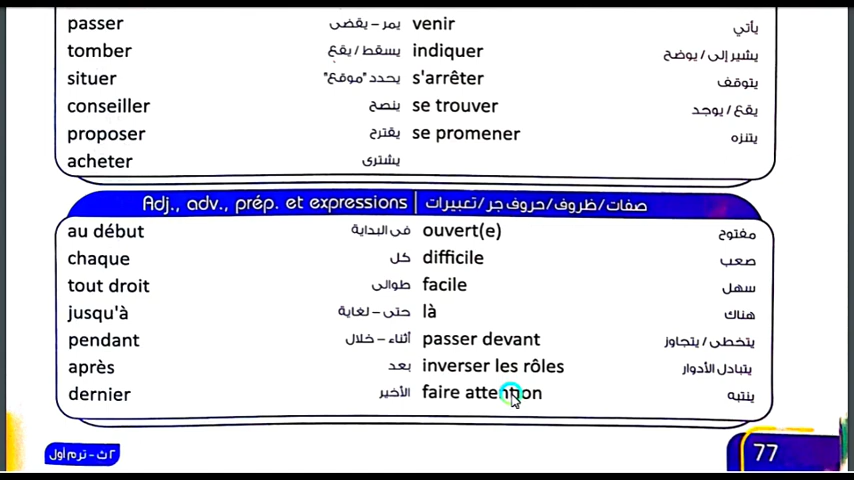 passer يمر – يقضى venir يأتي
tomber يسقط / يقع indiquer يشير إلى / يوضح
situer يحدد "موقع" s'arrêter يتوقف
conseiller ينصح se trouver يقع / يوجد
proposer يقترح se promener يتنزه
acheter يشترى
Adj., adv., prép. et expressions | صفات/ظروف/حروف جر/تعبيرات
au début فى البداية ouvert(e) مفتوح
chaque كل difficile صعب
tout droit طوالى facile سهل
jusqu'à حتى – لغاية là هناك
pendant أثناء – خلال passer devant يتخطى / يتجاوز
après بعد inverser les rôles يتبادل الأدوار
dernier الأخير faire attention ينتبه
٢ث – ترم أول 77